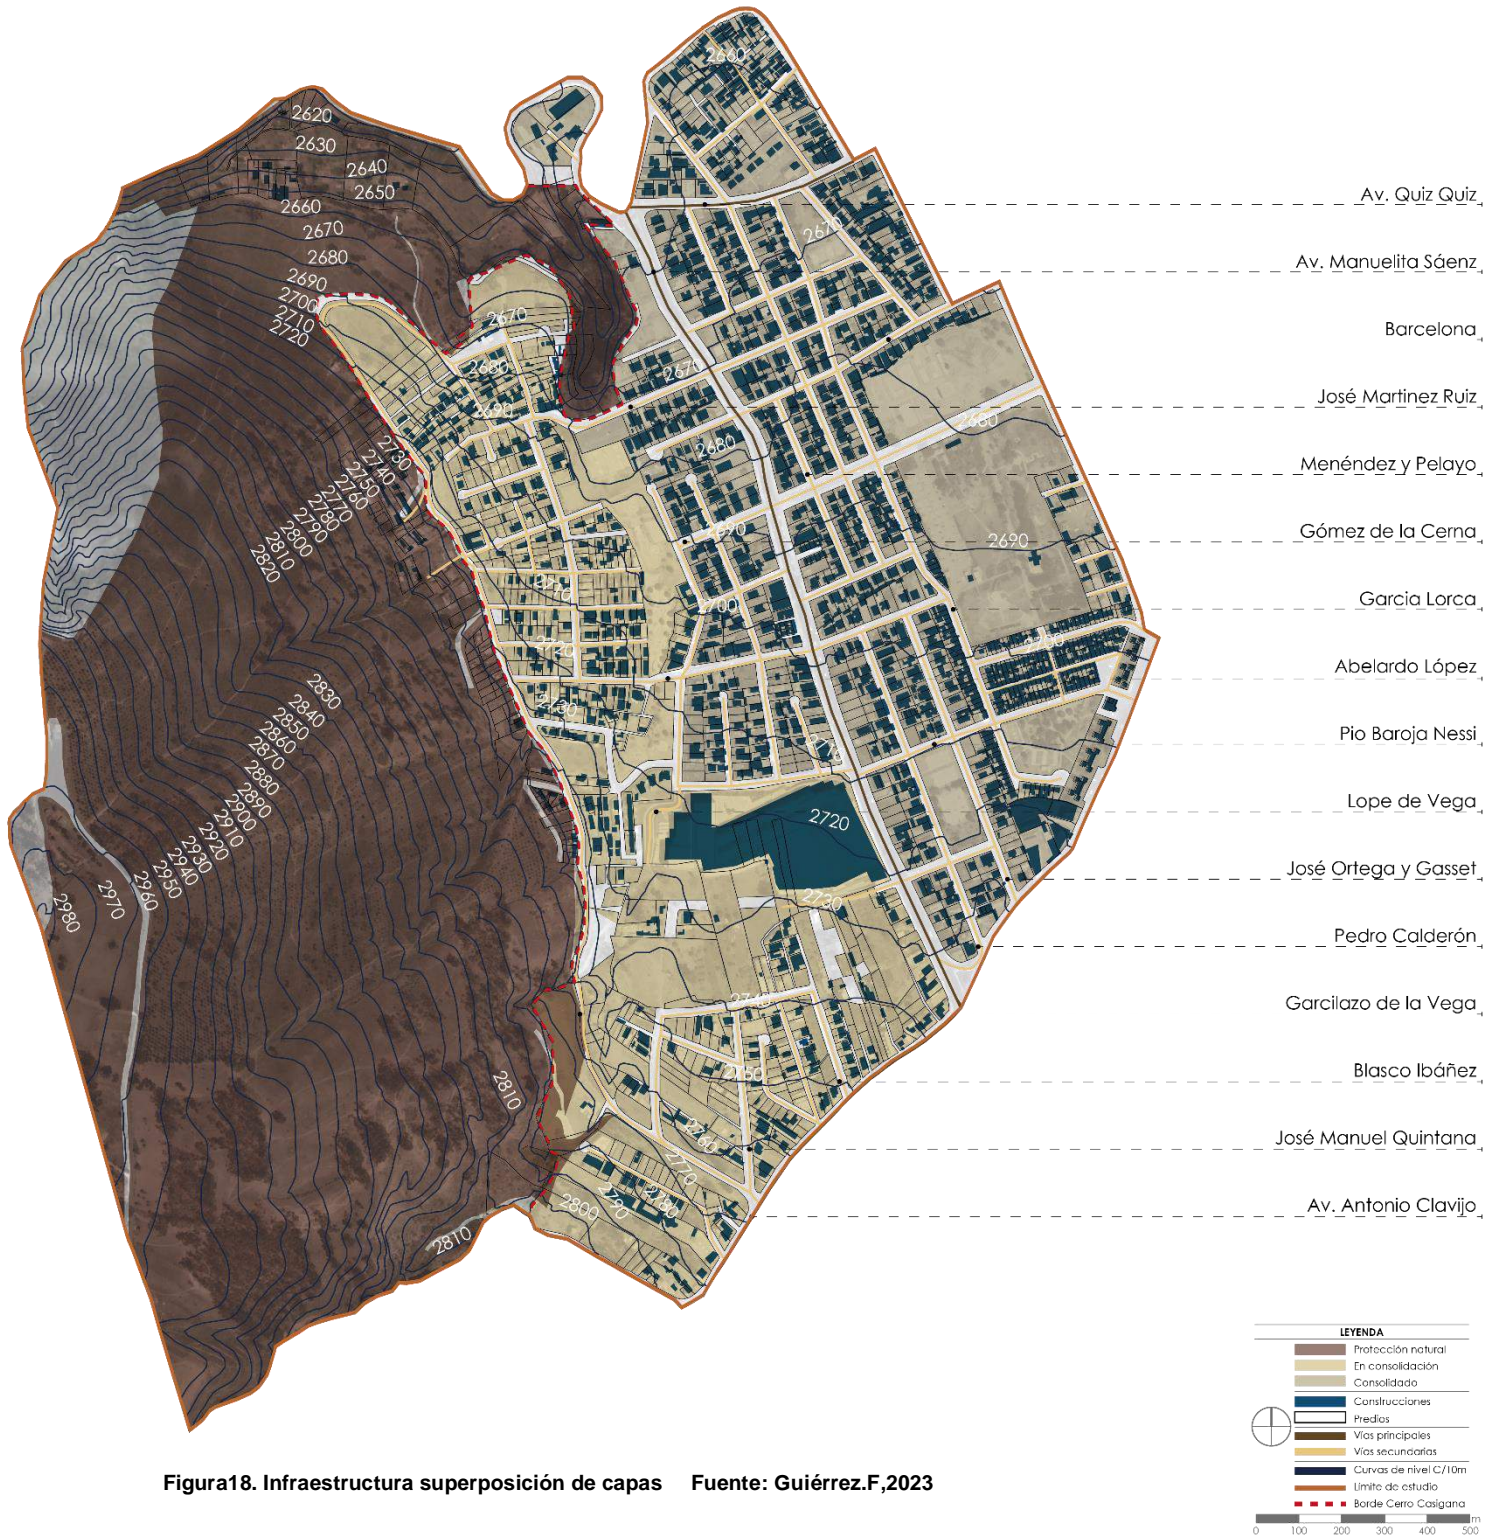 2660
2620
2630
2640
2650
2660
2670
2680
2690
2700
2710
2720
2670
2670
2680
2690
2670
2680
2680
2690
2690
2730
2740
2750
2760
2770
2780
2790
2800
2810
2820
2710
2700
2720
2700
2730
2710
2830
2840
2850
2860
2870
2880
2890
2900
2910
2920
2930
2940
2950
2960
2970
2980
2720
2730
2740
2750
2760
2770
2780
2790
2800
2810
2810
Av. Quiz Quiz
Av. Manuelita Sáenz
Barcelona
José Martinez Ruiz
Menéndez y Pelayo
Gómez de la Cerna
Garcia Lorca
Abelardo López
Pio Baroja Nessi
Lope de Vega
José Ortega y Gasset
Pedro Calderón
Garcilazo de la Vega
Blasco Ibáñez
José Manuel Quintana
Av. Antonio Clavijo
LEYENDA
Protección natural
En consolidación
Consolidado
Construcciones
Predios
Vías principales
Vías secundarias
Curvas de nivel C/10m
Límite de estudio
Borde Cerro Casigana
m
0 100 200 300 400 500
Figura18. Infraestructura superposición de capas Fuente: Guiérrez.F,2023